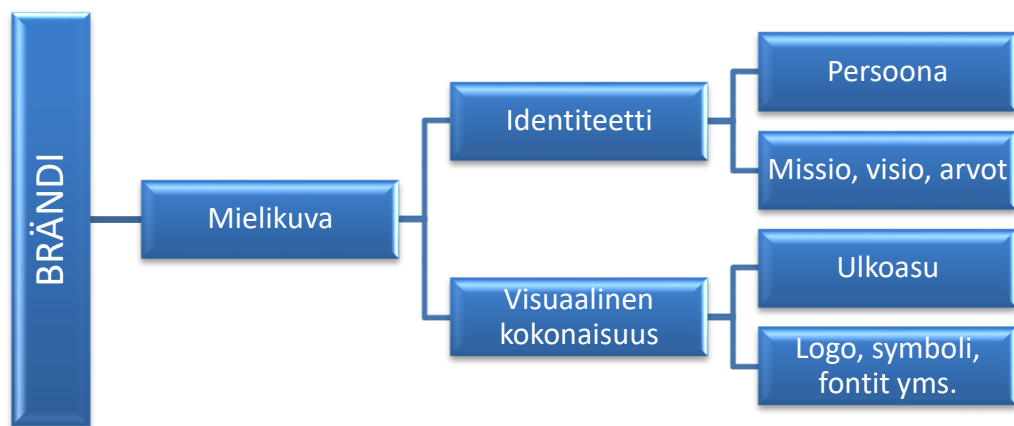 BRÄNDI
Mielikuva
Identiteetti
Persoona
Missio, visio, arvot
Visuaalinen
kokonaisuus
Ulkoasu
Logo, symboli,
fontit yms.